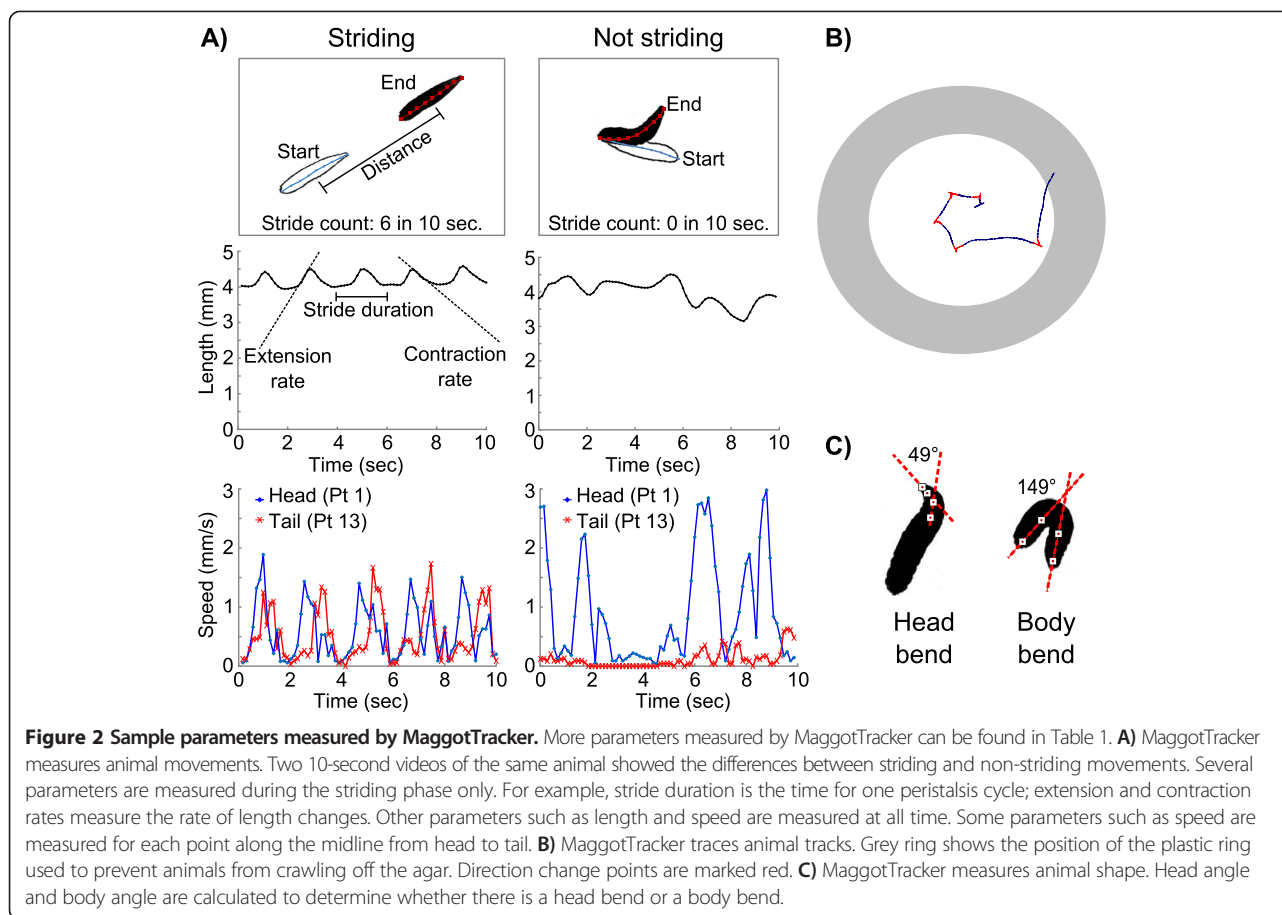 A)
Striding
Not striding
B)
End
Start
Distance
Stride count: 6 in 10 sec.
End
Start
Stride count: 0 in 10 sec.
Length (mm)
5
4
3
2
1
0
Stride duration
Extension
rate
Contraction
rate
0 2 4 6 8 10
Time (sec)
5
4
3
2
1
0
0 2 4 6 8 10
Time (sec)
Speed (mm/s)
3
2
1
0
Head (Pt 1)
Tail (Pt 13)
0 2 4 6 8 10
Time (sec)
3
2
1
0
Head (Pt 1)
Tail (Pt 13)
0 2 4 6 8 10
Time (sec)
C)
49°
149°
Head
bend
Body
bend
Figure 2 Sample parameters measured by MaggotTracker. More parameters measured by MaggotTracker can be found in Table 1. A) MaggotTracker
measures animal movements. Two 10-second videos of the same animal showed the differences between striding and non-striding movements. Several
parameters are measured during the striding phase only. For example, stride duration is the time for one peristalsis cycle; extension and contraction
rates measure the rate of length changes. Other parameters such as length and speed are measured at all time. Some parameters such as speed are
measured for each point along the midline from head to tail. B) MaggotTracker traces animal tracks. Grey ring shows the position of the plastic ring
used to prevent animals from crawling off the agar. Direction change points are marked red. C) MaggotTracker measures animal shape. Head angle
and body angle are calculated to determine whether there is a head bend or a body bend.